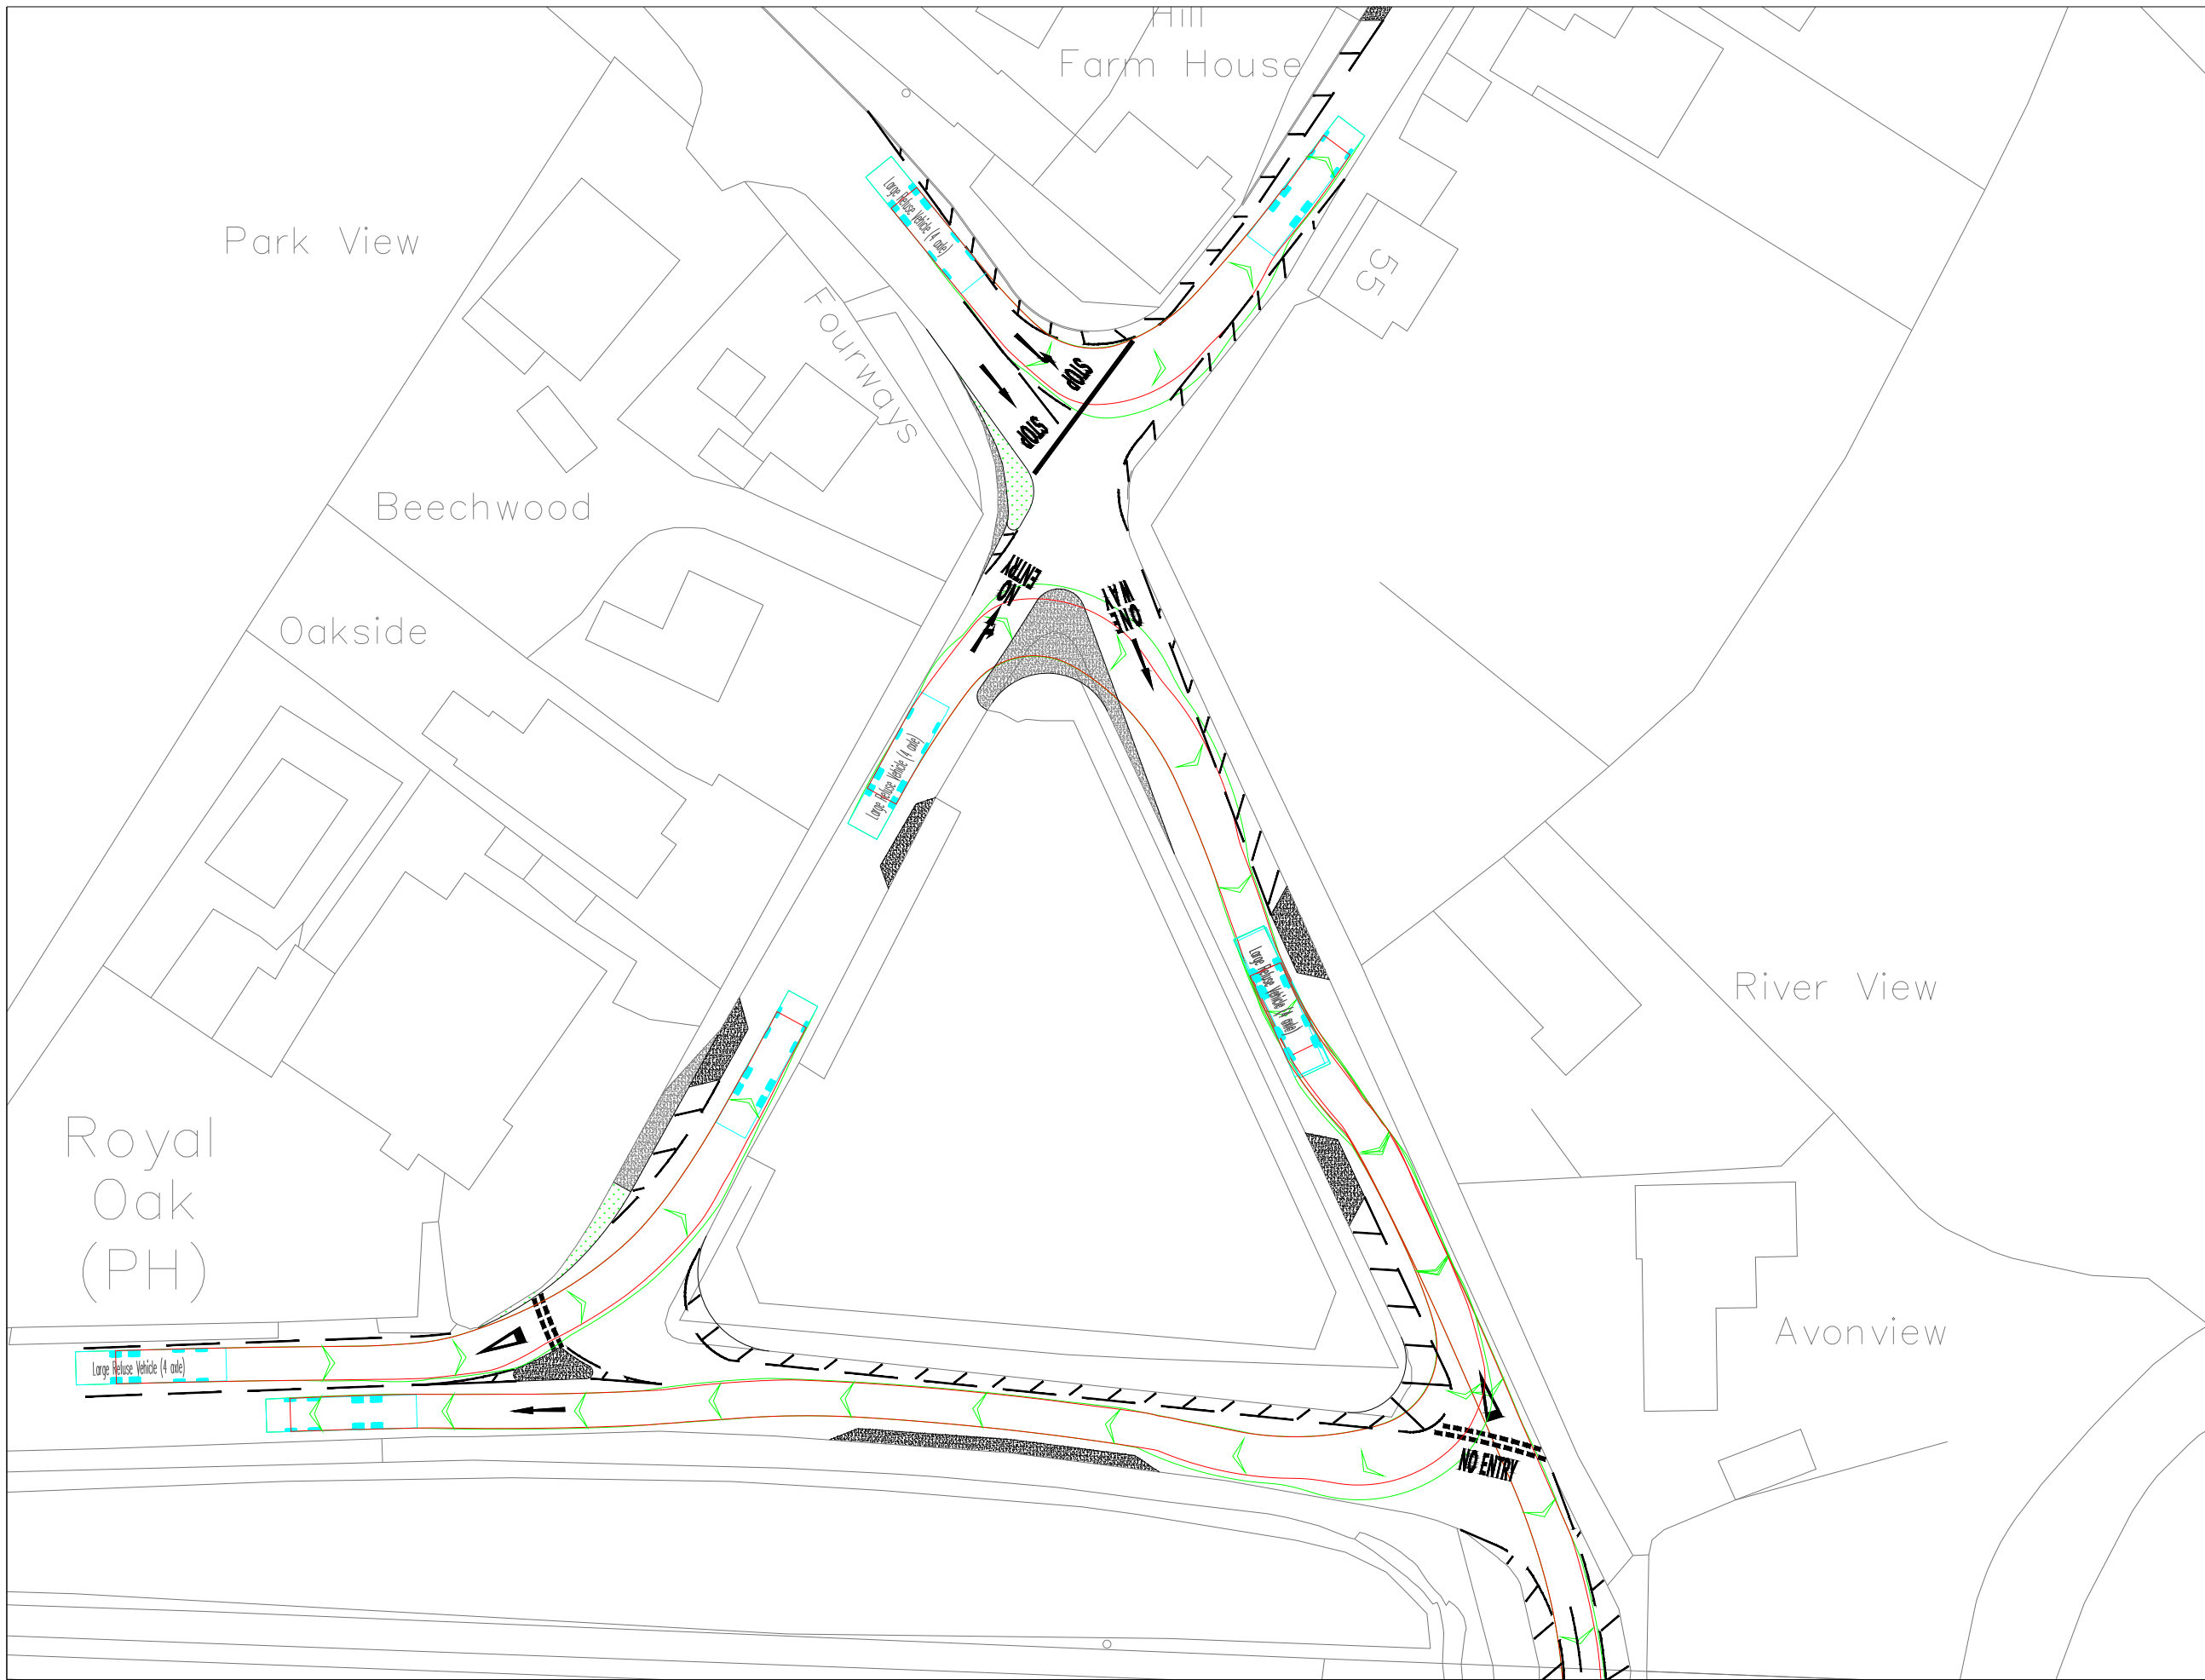 Hill
Farm House
Park View
Large Refuse Vehicle (4 axle)
55
Fourways
STOP
STOP
Beechwood
NO
ENTRY
ONE
WAY
Oakside
Large Refuse Vehicle (4 axle)
Large Refuse Vehicle (4 axle)
River View
Royal
Oak
(PH)
Avonview
Large Refuse Vehicle (4 axle)
NO ENTRY